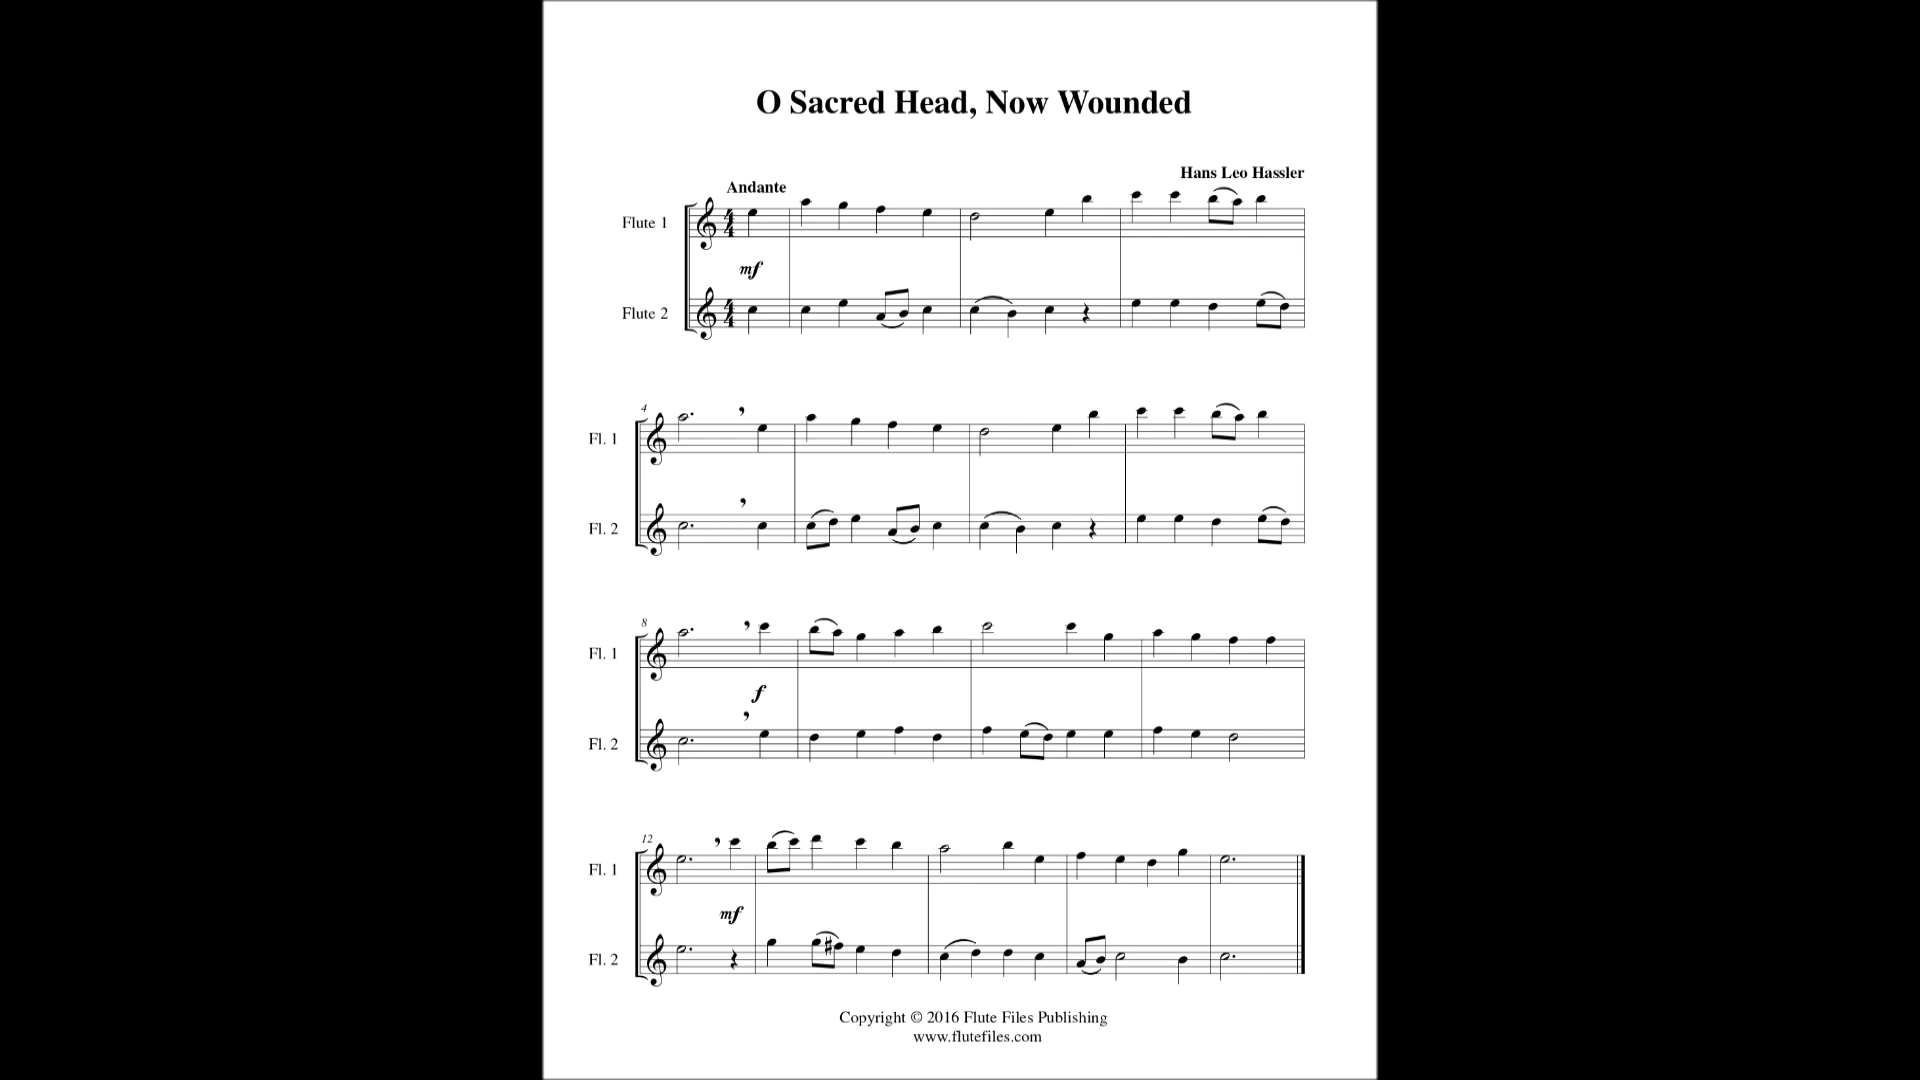 O Sacred Head, Now Wounded
Hans Leo Hassler
Andante
Flute 1
mf
Flute 2
4
Fl. 1
Fl. 2
8
Fl. 1
f
Fl. 2
12
Fl. 1
mf
Fl. 2
Copyright © 2016 Flute Files Publishing
www.flutefiles.com